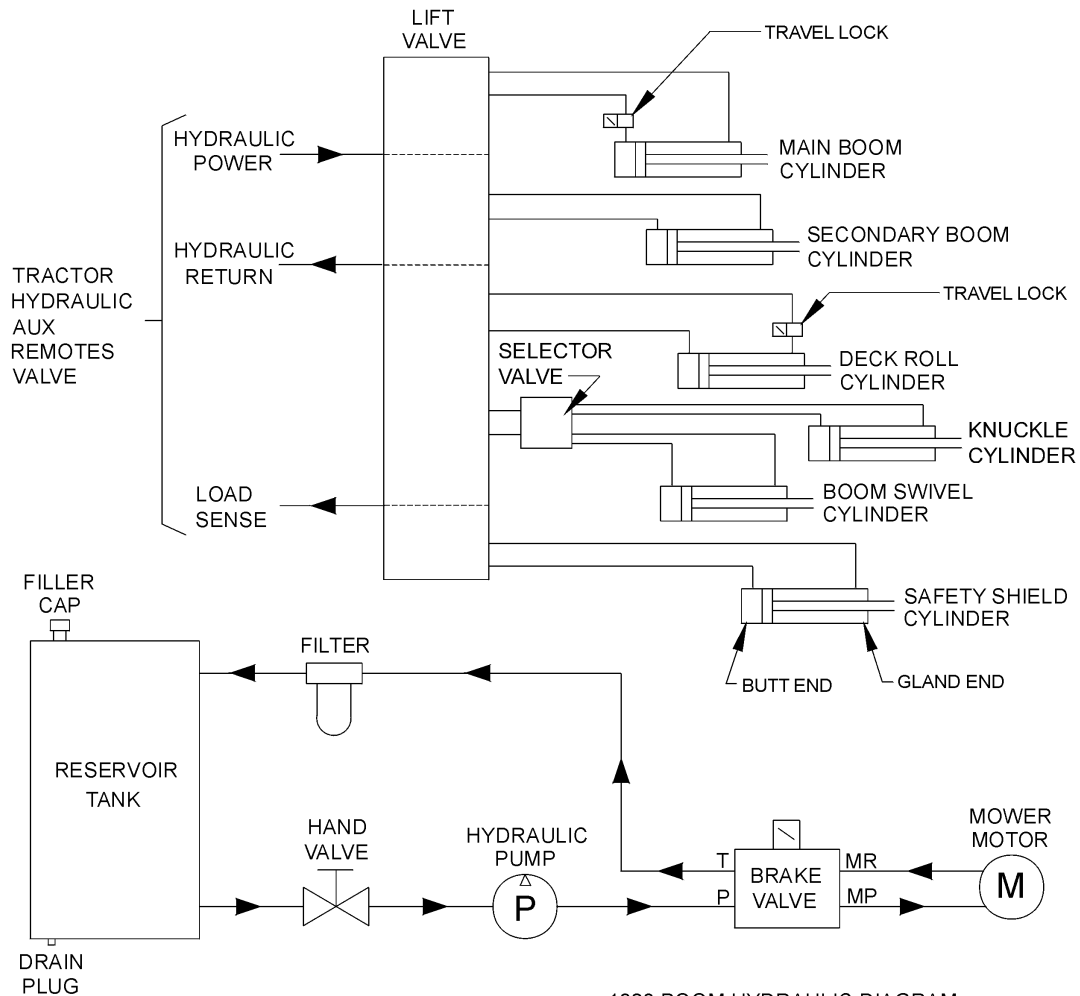 LIFT
VALVE
TRAVEL LOCK
HYDRAULIC
POWER
MAIN BOOM
CYLINDER
HYDRAULIC
RETURN
SECONDARY BOOM
CYLINDER
TRACTOR
HYDRAULIC
AUX
REMOTES
VALVE
TRAVEL LOCK
SELECTOR
VALVE
DECK ROLL
CYLINDER
KNUCKLE
CYLINDER
LOAD
SENSE
BOOM SWIVEL
CYLINDER
SAFETY SHIELD
CYLINDER
BUTT END
GLAND END
FILLER
CAP
FILTER
RESERVOIR
TANK
HAND
VALVE
HYDRAULIC
PUMP
P
T
P
BRAKE
VALVE
MR
MP
MOWER
MOTOR
M
DRAIN
PLUG
BOOM HYDRAULIC DIAGRAM